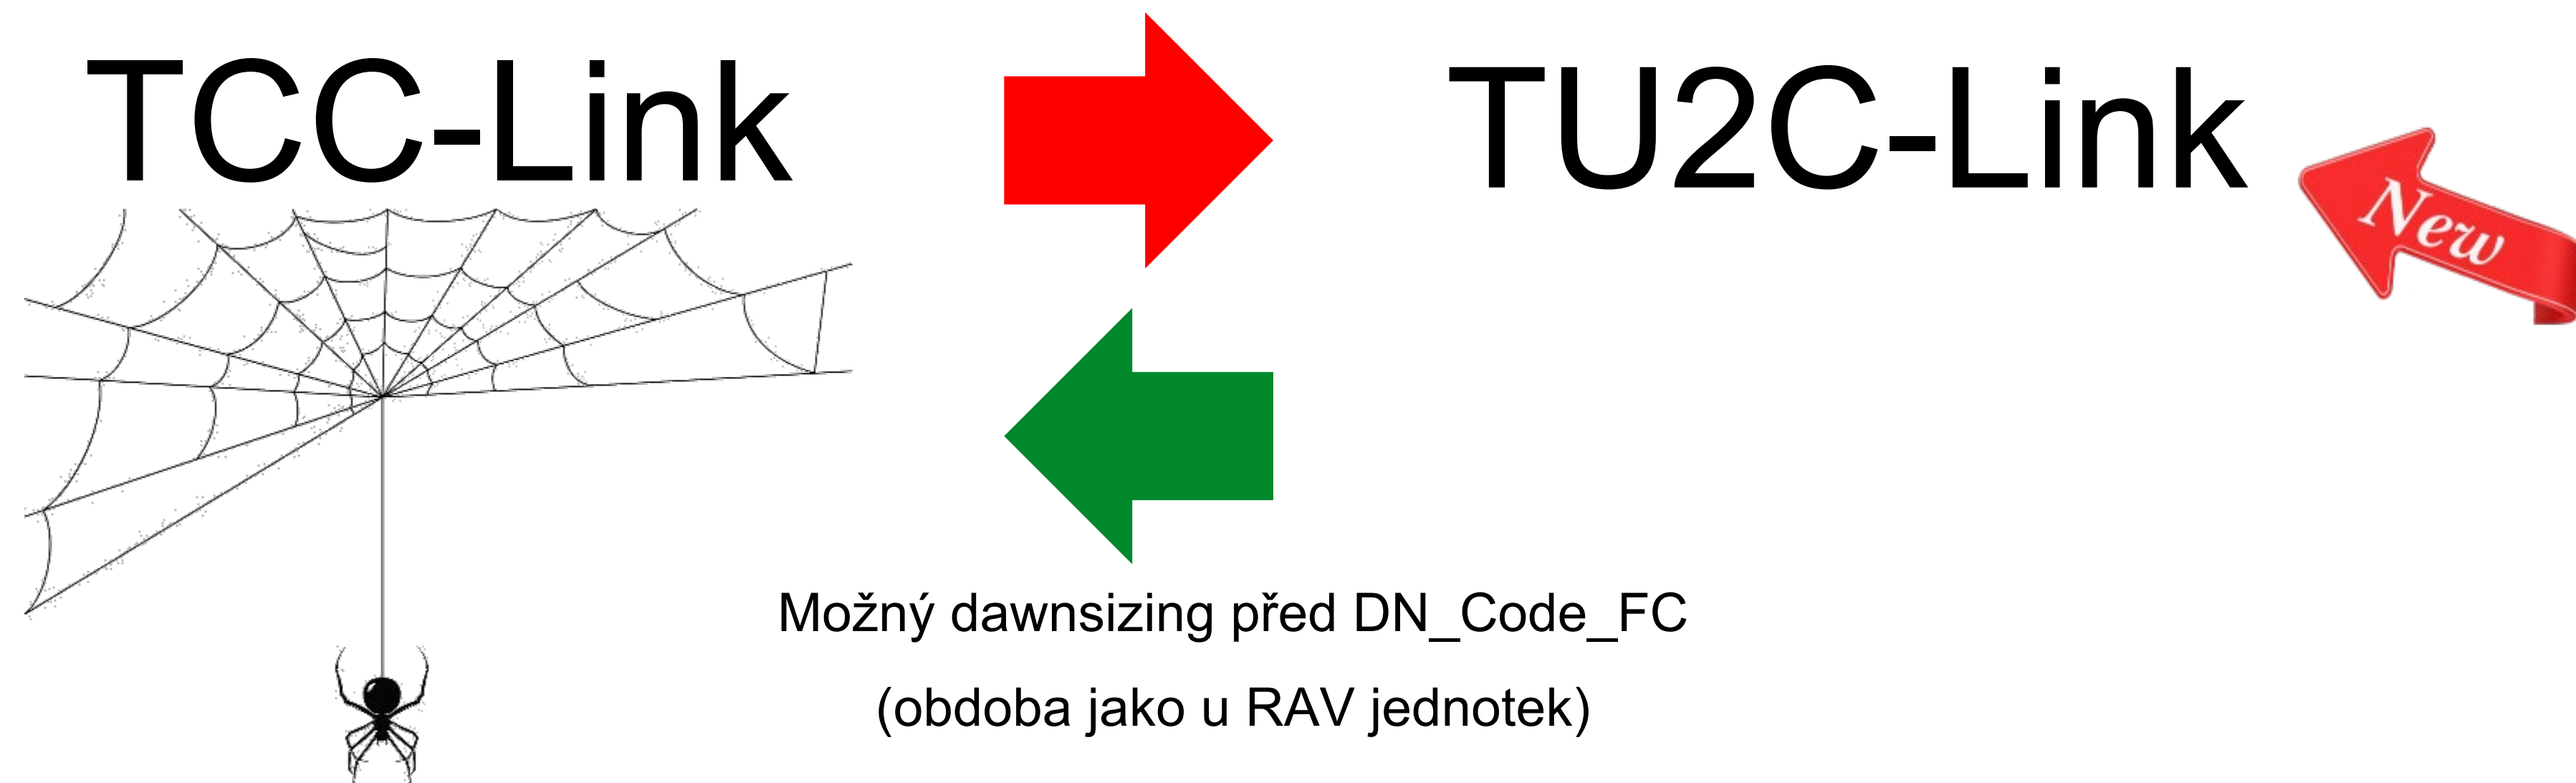 TCC-Link
TU2C-Link
New
Možný dawnsizing před DN_Code_FC
(obdoba jako u RAV jednotek)